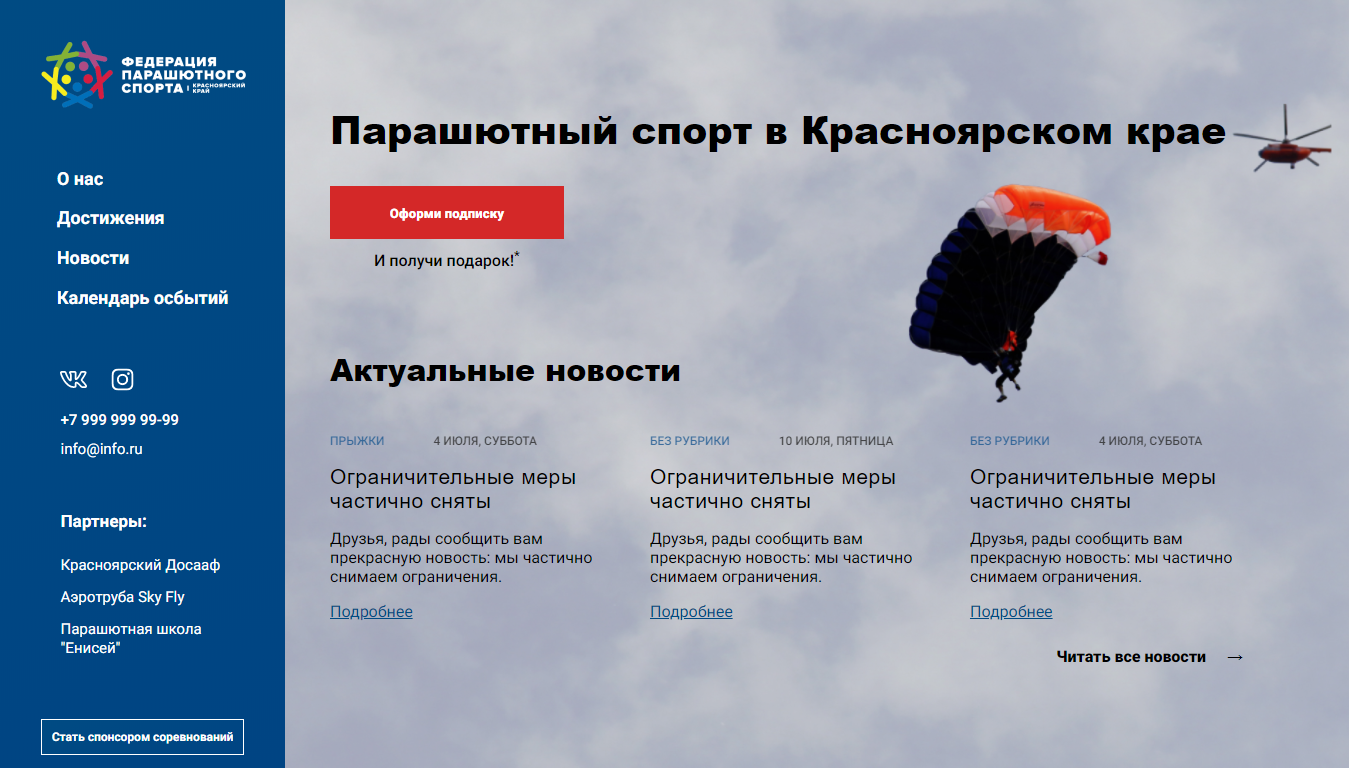 ФЕДЕРАЦИЯ
ПАРАШЮТНОГО
СПОРТА | КРАСНОЯРСКИЙ
КРАЙ
О нас
Достижения
Новости
Календарь осбытий
+7 999 999 99-99
info@info.ru
Партнеры:
Красноярский Досааф
Аэротруба Sky Fly
Парашютная школа
"Енисей"
Стать спонсором соревнований
Парашютный спорт в Красноярском крае
Оформи подписку
И получи подарок!*
Актуальные новости
ПРЫЖКИ 4 ИЮЛЯ, СУББОТА
Ограничительные меры
частично сняты
Друзья, рады сообщить вам
прекрасную новость: мы частично
снимаем ограничения.
Подробнее
БЕЗ РУБРИКИ 10 ИЮЛЯ, ПЯТНИЦА
Ограничительные меры
частично сняты
Друзья, рады сообщить вам
прекрасную новость: мы частично
снимаем ограничения.
Подробнее
БЕЗ РУБРИКИ 4 ИЮЛЯ, СУББОТА
Ограничительные меры
частично сняты
Друзья, рады сообщить вам
прекрасную новость: мы частично
снимаем ограничения.
Подробнее
Читать все новости →